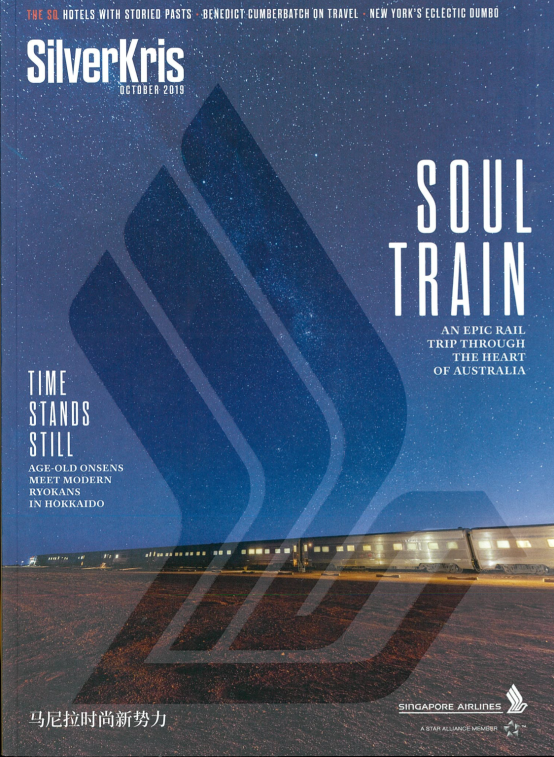 THE SQ HOTELS WITH STORIED PASTS · BENEDICT CUMBERBATCH ON TRAVEL · NEW YORK'S ECLECTIC DUMBO
SilverKris
OCTOBER 2019
SOUL
TRAIN
AN EPIC RAIL
TRIP THROUGH
THE HEART
OF AUSTRALIA
TIME
STANDS
STILL
AGE-OLD ONSENS
MEET MODERN
RYOKANS
IN HOKKAIDO
马尼拉时尚新势力
SINGAPORE AIRLINES
A STAR ALLIANCE MEMBER